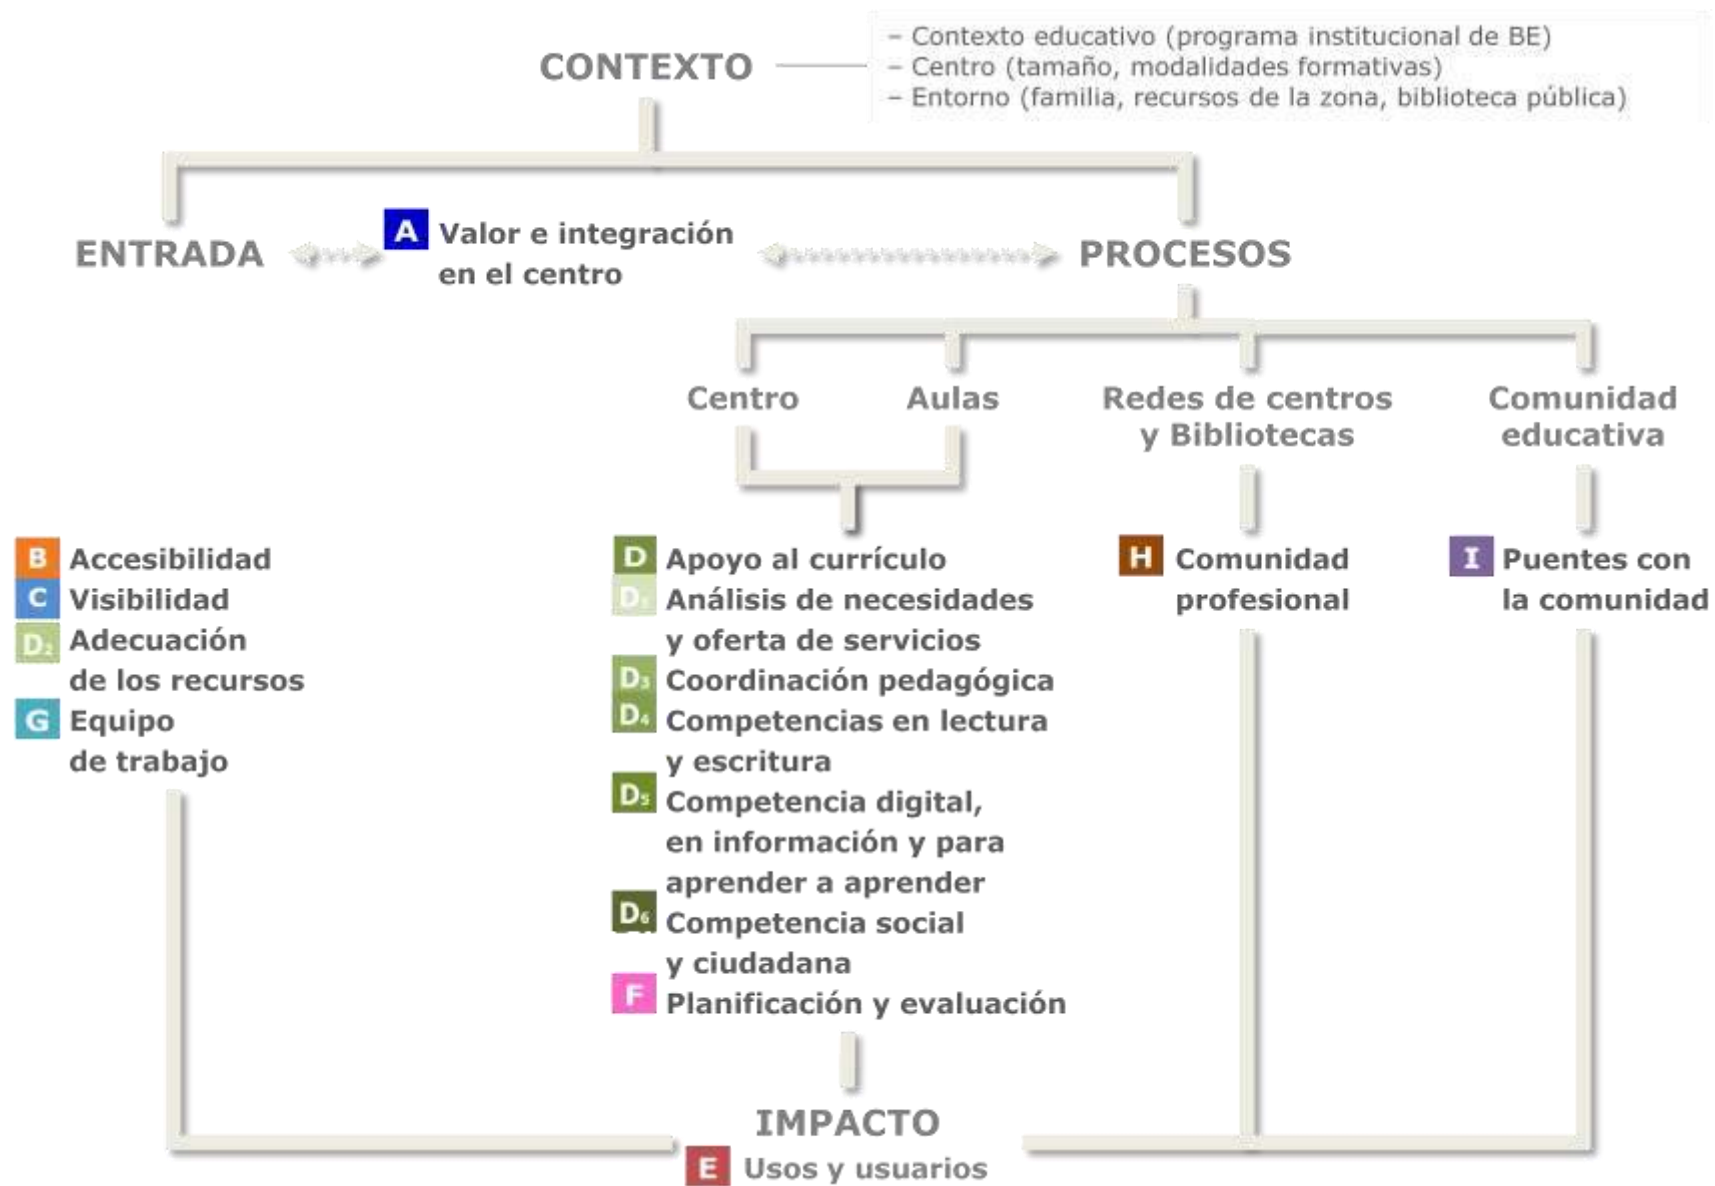 CONTEXTO
– Contexto educativo (programa institucional de BE)
– Centro (tamaño, modalidades formativas)
– Entorno (familia, recursos de la zona, biblioteca pública)
ENTRADA
A Valor e integración
en el centro
PROCESOS
Centro
Aulas
Redes de centros
y Bibliotecas
Comunidad
educativa
B Accesibilidad
C Visibilidad
D2 Adecuación
de los recursos
G Equipo
de trabajo
D Apoyo al currículo
D1 Análisis de necesidades
y oferta de servicios
D3 Coordinación pedagógica
D4 Competencias en lectura
y escritura
D5 Competencia digital,
en información y para
aprender a aprender
D6 Competencia social
y ciudadana
F Planificación y evaluación
H Comunidad
profesional
I Puentes con
la comunidad
IMPACTO
E Usos y usuarios